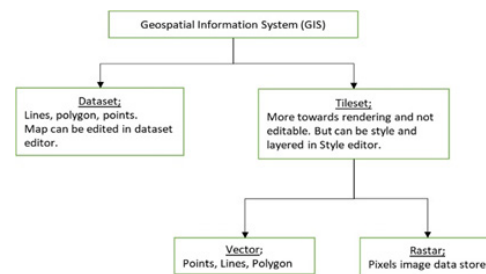 Geospatial Information System (GIS)
Dataset;
Lines, polygon, points.
Map can be edited in dataset
editor.
Tileset;
More towards rendering and not
editable. But can be style and
layered in Style editor.
Vector;
Points, Lines, Polygon
Rastar;
Pixels image data store